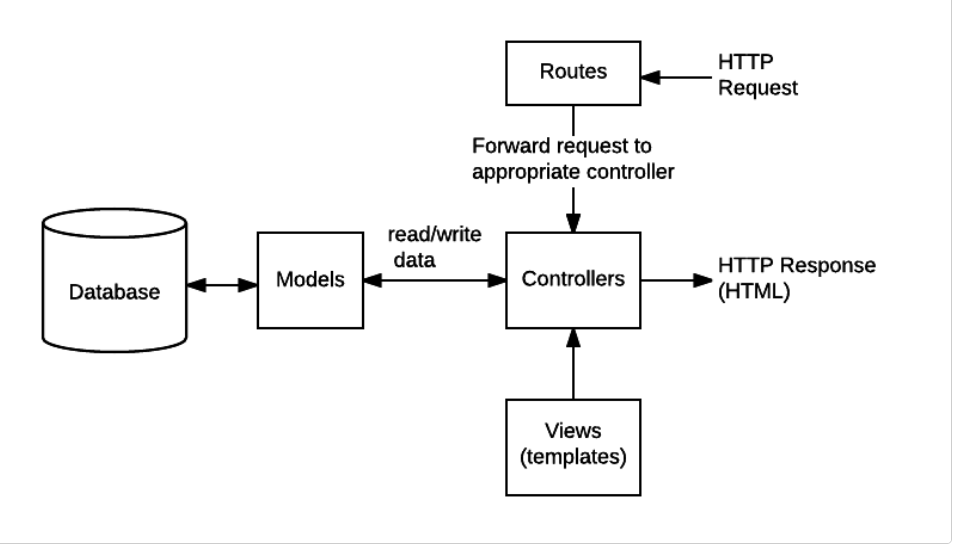 Routes
HTTP
Request
Forward request to
appropriate controller
Database
Models
read/write
data
Controllers
HTTP Response
(HTML)
Views
(templates)